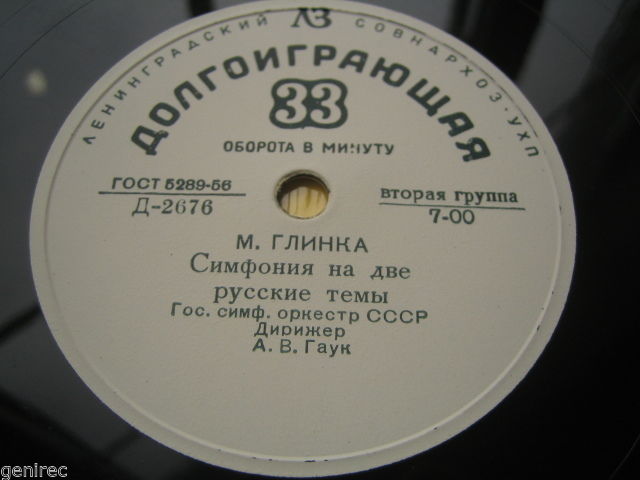 ЛЗ
ЛЕНИНГРАДСКИЙ СОВНАРХОЗ·УХП
ДОЛГОИГРАЮЩАЯ
33
ОБОРОТА В МИНУТУ
ГОСТ 5289-56
Д-2676
вторая группа
7-00
М. ГЛИНКА
Симфония на две
русские темы
Гос. симф. оркестр СССР
Дирижер
А. В. Гаук
genirec